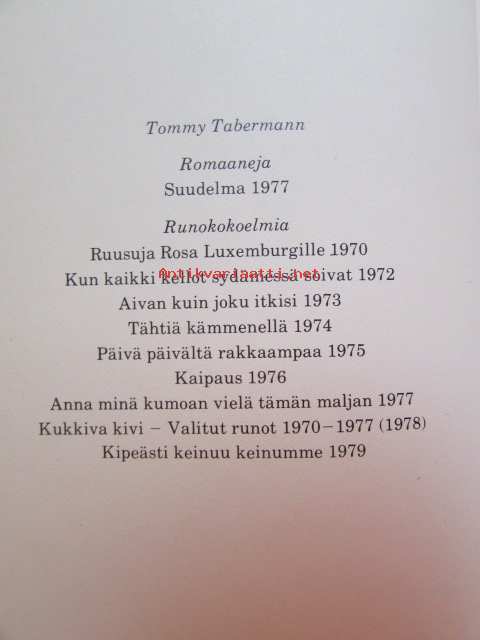 Tommy Tabermann
Romaaneja
Suudelma 1977
Runokokoelmia
Ruusuja Rosa Luxemburgille 1970
Kun kaikki kellot sydämessä soivat 1972
Antikvariaatti.net
Aivan kuin joku itkisi 1973
Tähtiä kämmenellä 1974
Päivä päivältä rakkaampaa 1975
Kaipaus 1976
Anna minä kumoan vielä tämän maljan 1977
Kukkiva kivi – Valitut runot 1970–1977 (1978)
Kipeästi keinuu keinumme 1979